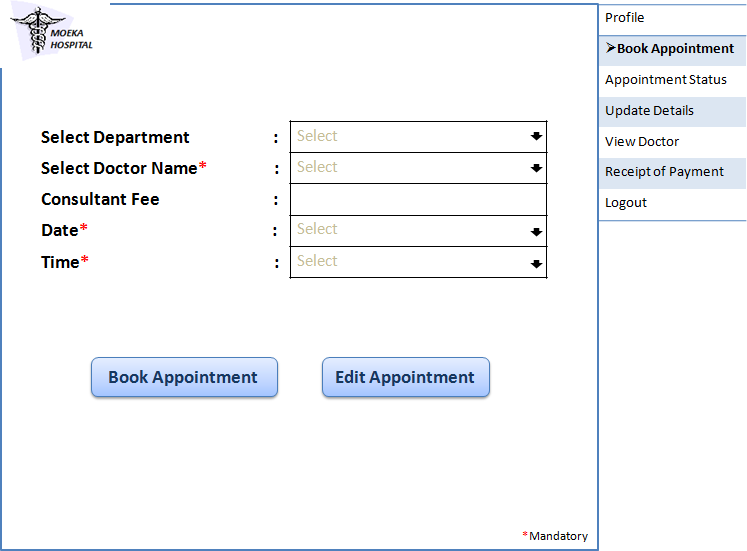 MOEKA
HOSPITAL
Select Department : Select
Select Doctor Name* : Select
Consultant Fee :
Date* : Select
Time* : Select
Book Appointment Edit Appointment
*Mandatory
Profile
➢Book Appointment
Appointment Status
Update Details
View Doctor
Receipt of Payment
Logout